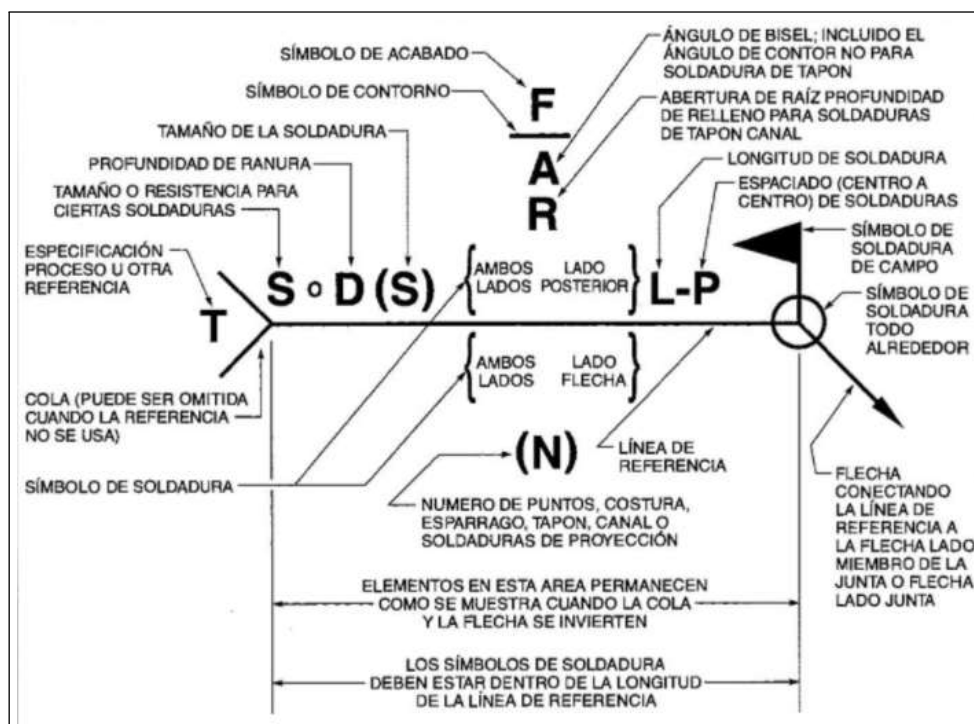 SÍMBOLO DE ACABADO
SÍMBOLO DE CONTORNO
TAMAÑO DE LA SOLDADURA
PROFUNDIDAD DE RANURA
TAMAÑO O RESISTENCIA PARA
CIERTAS SOLDADURAS
ESPECIFICACIÓN
PROCESO U OTRA
REFERENCIA
F
A
R
ÁNGULO DE BISEL; INCLUIDO EL
ÁNGULO DE CONTOR NO PARA
SOLDADURA DE TAPON
ABERTURA DE RAÍZ PROFUNDIDAD
DE RELLENO PARA SOLDADURAS
DE TAPON CANAL
LONGITUD DE SOLDADURA
ESPACIADO (CENTRO A
CENTRO) DE SOLDADURAS
SÍMBOLO DE
SOLDADURA
DE CAMPO
SÍMBOLO DE
SOLDADURA
TODO
ALREDEDOR
T
S o D (S)
AMBOS LADO
LADOS POSTERIOR
L-P
AMBOS LADO
LADOS FLECHA
COLA (PUEDE SER OMITIDA
CUANDO LA REFERENCIA
NO SE USA)
SÍMBOLO DE SOLDADURA
(N)
LÍNEA DE
REFERENCIA
NUMERO DE PUNTOS, COSTURA,
ESPARRAGO, TAPON, CANAL O
SOLDADURAS DE PROYECCIÓN
FLECHA
CONECTANDO
LA LÍNEA DE
REFERENCIA A
LA FLECHA LADO
MIEMBRO DE LA
JUNTA O FLECHA
LADO JUNTA
ELEMENTOS EN ESTA AREA PERMANECEN
COMO SE MUESTRA CUANDO LA COLA
Y LA FLECHA SE INVIERTEN
LOS SÍMBOLOS DE SOLDADURA
DEBEN ESTAR DENTRO DE LA LONGITUD
DE LA LÍNEA DE REFERENCIA